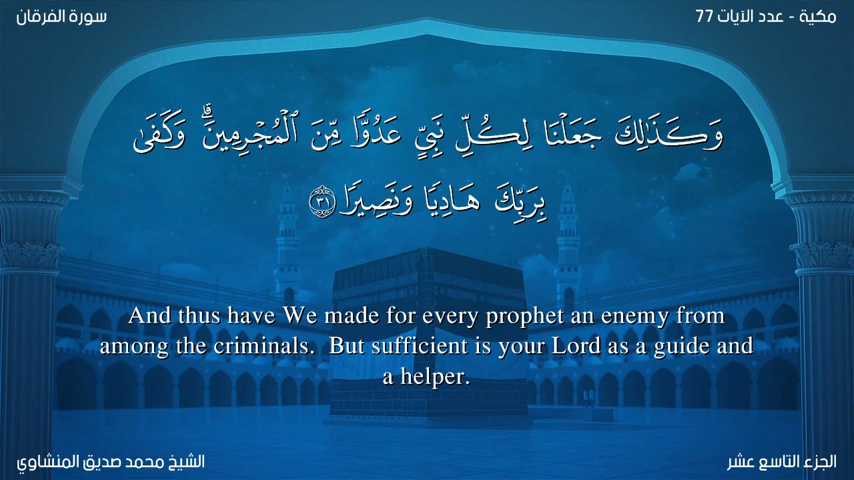 مكية - عدد الآيات 77
سورة الفرقان
وَكَذَٰلِكَ جَعَلْنَا لِكُلِّ نَبِيٍّ عَدُوًّا مِّنَ ٱلْمُجْرِمِينَ ۗ وَكَفَىٰ
بِرَبِّكَ هَادِيًا وَنَصِيرًا ٣١
And thus have We made for every prophet an enemy from
among the criminals.  But sufficient is your Lord as a guide and
a helper.
الجزء التاسع عشر
الشيخ محمد صديق المنشاوي